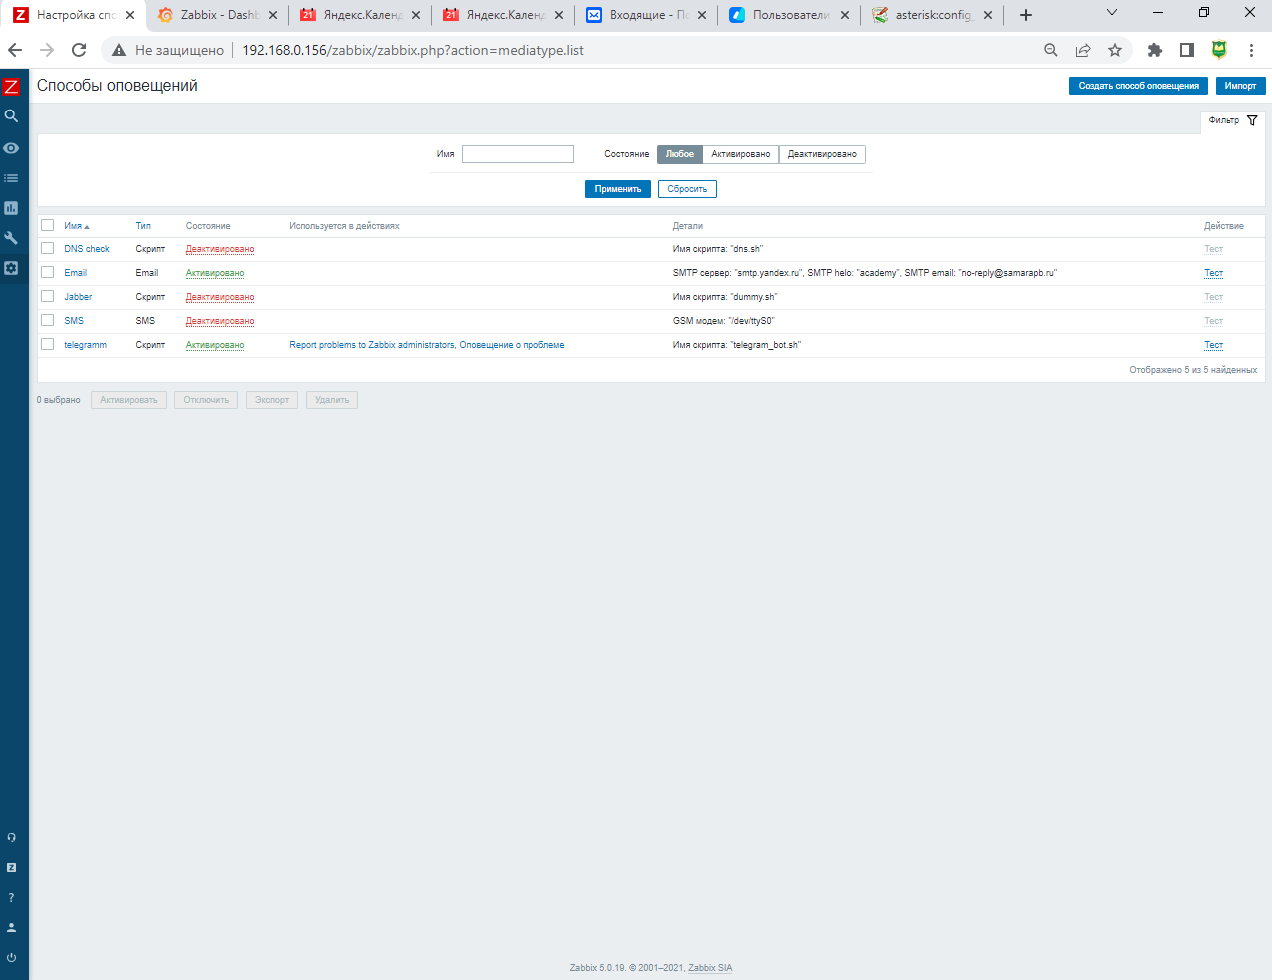 Настройка спо
Zabbix - Dashb
Яндекс.Календ
Яндекс.Календ
Входящие - По
Пользователи
asterisk:config_
Не защищено
192.168.0.156/zabbix/zabbix.php?action=mediatype.list
Способы оповещений
Создать способ оповещения
Импорт
Фильтр
Имя
Состояние Любое Активировано Деактивировано
Применить Сбросить
Имя Тип Состояние Используется в действиях Детали Действие
DNS check Скрипт Деактивировано Имя скрипта: "dns.sh" Тест
Email Email Активировано SMTP сервер: "smtp.yandex.ru", SMTP helo: "academy", SMTP email: "no-reply@samarapb.ru" Тест
Jabber Скрипт Деактивировано Имя скрипта: "dummy.sh" Тест
SMS SMS Деактивировано GSM модем: "/dev/ttyS0" Тест
telegramm Скрипт Активировано Report problems to Zabbix administrators, Оповещение о проблеме Имя скрипта: "telegram_bot.sh" Тест
Отображено 5 из 5 найденных
0 выбрано Активировать Отключить Экспорт Удалить
Zabbix 5.0.19. © 2001–2021, Zabbix SIA